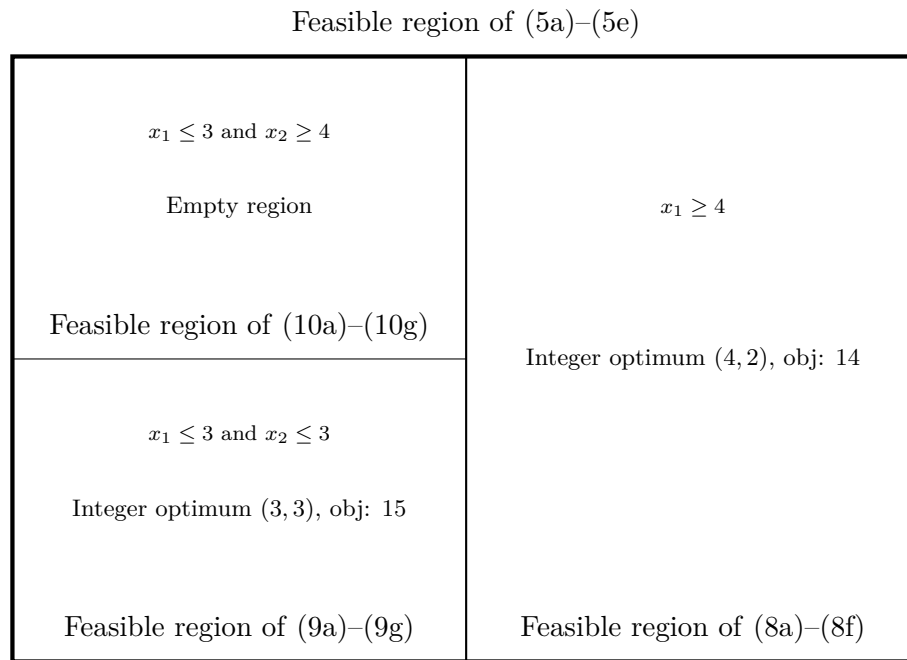 Feasible region of (5a)–(5e)
x₁ ≤ 3 and x₂ ≥ 4
Empty region
Feasible region of (10a)–(10g)
x₁ ≤ 3 and x₂ ≤ 3
Integer optimum (3, 3), obj: 15
Feasible region of (9a)–(9g)
x₁ ≥ 4
Integer optimum (4, 2), obj: 14
Feasible region of (8a)–(8f)